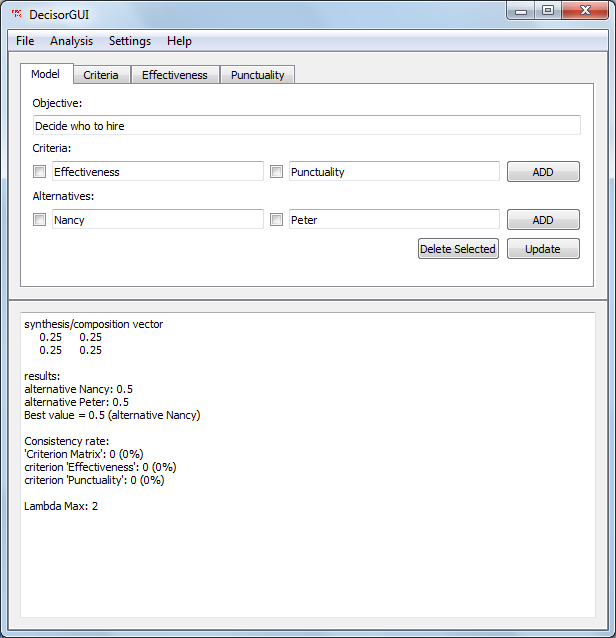 DecisorGUI
File Analysis Settings Help
Model Criteria Effectiveness Punctuality
Objective:
Decide who to hire
Criteria:
Effectiveness Punctuality ADD
Alternatives:
Nancy Peter ADD
Delete Selected Update
synthesis/composition vector
0.25 0.25
0.25 0.25
results:
alternative Nancy: 0.5
alternative Peter: 0.5
Best value = 0.5 (alternative Nancy)
Consistency rate:
'Criterion Matrix': 0 (0%)
criterion 'Effectiveness': 0 (0%)
criterion 'Punctuality': 0 (0%)
Lambda Max: 2